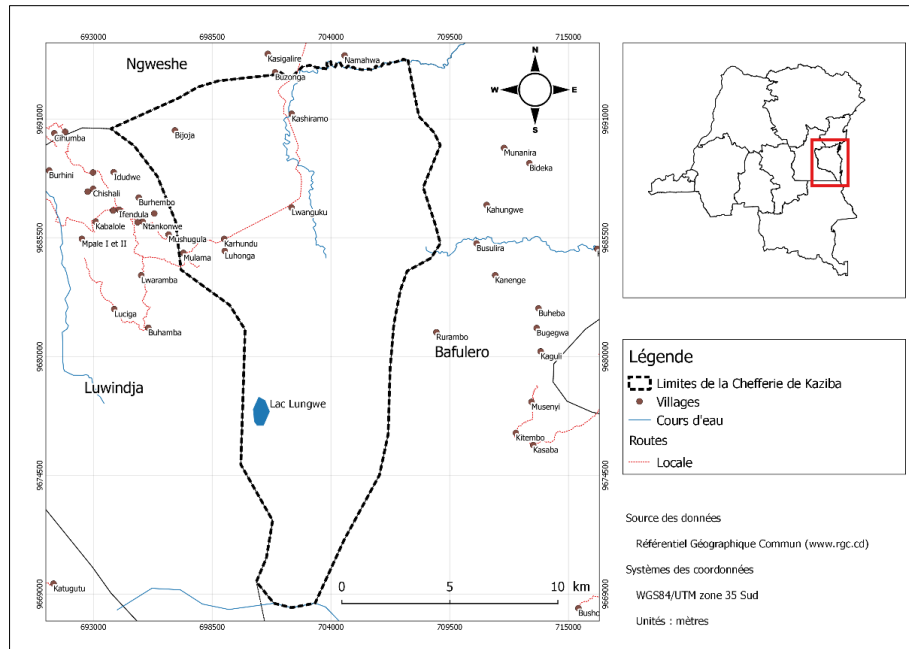 693000
698500
704000
709500
715000
Ngweshe
Kasigalire
Namahwa
Buzonga
N
W
E
S
9691000
9691000
Kashiramo
Cihumba
Bijoja
Munanira
Bideka
Burhini
Idudwe
Chishali
Burhembo
Ifendula
Kabalole
Ntankonwe
Lwanguku
Kahungwe
9685500
9685500
Mpale I et II
Mushugula
Karhundu
Mulama
Luhonga
Busulira
Lwaramba
Kanenge
Luciga
Buhamba
Buheba
Bugegwa
Rurambo
Bafulero
Kaguli
9680000
9680000
Luwindja
Lac Lungwe
Musenyi
Kitembo
Kasaba
9674500
9674500
Katugutu
0
5
10
km
9669000
9669000
Busho
693000
698500
704000
709500
715000
Légende
Limites de la Chefferie de Kaziba
Villages
Cours d'eau
Routes
Locale
Source des données
Référentiel Géographique Commun (www.rgc.cd)
Systèmes des coordonnées
WGS84/UTM zone 35 Sud
Unités : mètres